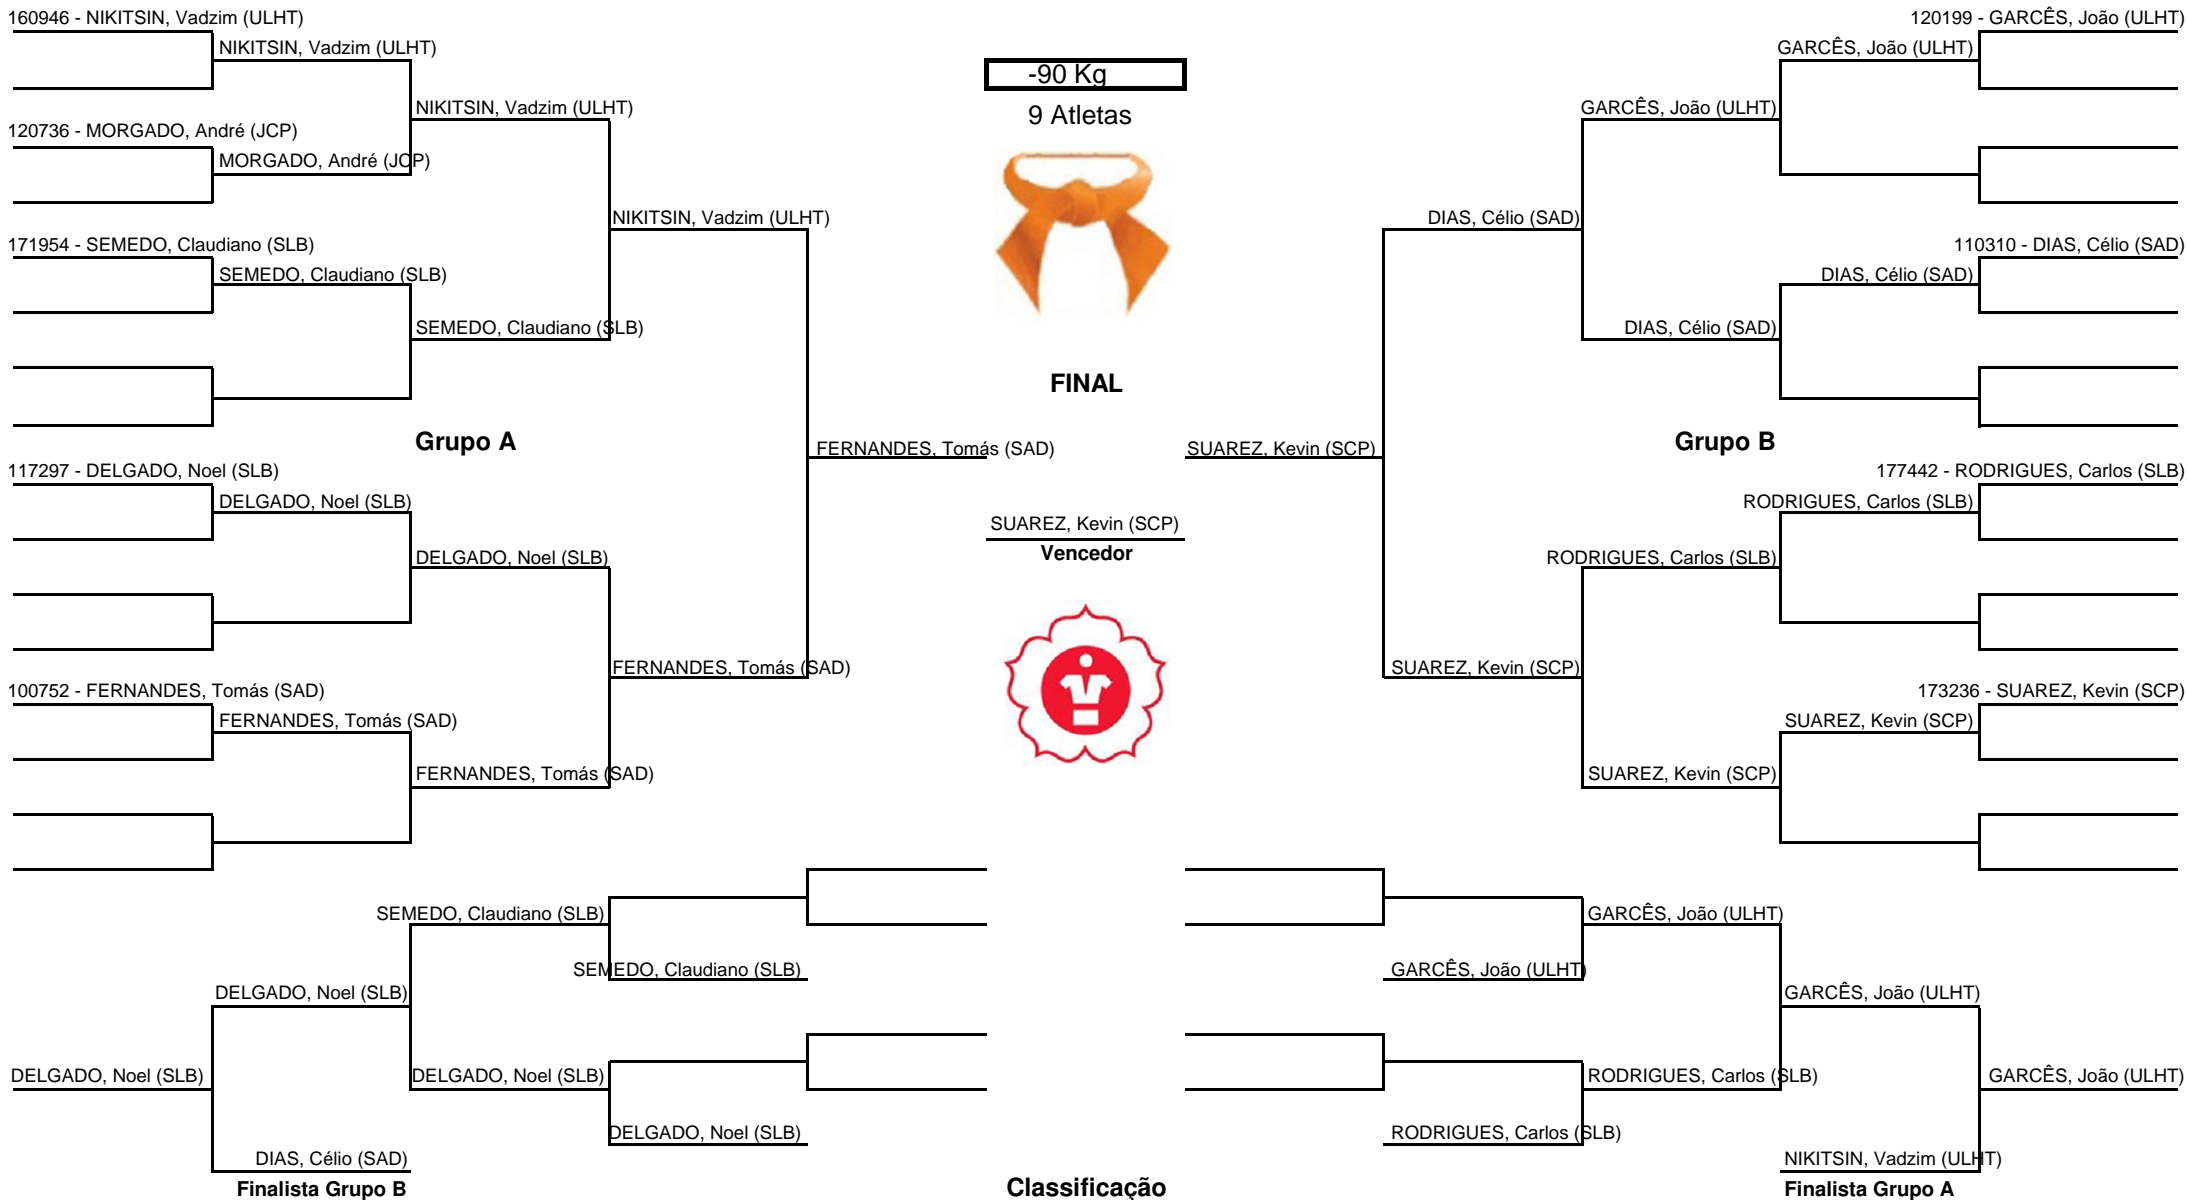 160946 - NIKITSIN, Vadzim (ULHT)
NIKITSIN, Vadzim (ULHT)
NIKITSIN, Vadzim (ULHT)
120736 - MORGADO, André (JCP)
MORGADO, André (JCP)
NIKITSIN, Vadzim (ULHT)
171954 - SEMEDO, Claudiano (SLB)
SEMEDO, Claudiano (SLB)
SEMEDO, Claudiano (SLB)
Grupo A
FERNANDES, Tomás (SAD)
117297 - DELGADO, Noel (SLB)
DELGADO, Noel (SLB)
DELGADO, Noel (SLB)
FERNANDES, Tomás (SAD)
100752 - FERNANDES, Tomás (SAD)
FERNANDES, Tomás (SAD)
FERNANDES, Tomás (SAD)
-90 Kg
9 Atletas
FINAL
SUAREZ, Kevin (SCP)
Vencedor
120199 - GARCÊS, João (ULHT)
GARCÊS, João (ULHT)
GARCÊS, João (ULHT)
DIAS, Célio (SAD)
110310 - DIAS, Célio (SAD)
DIAS, Célio (SAD)
DIAS, Célio (SAD)
Grupo B
SUAREZ, Kevin (SCP)
177442 - RODRIGUES, Carlos (SLB)
RODRIGUES, Carlos (SLB)
RODRIGUES, Carlos (SLB)
SUAREZ, Kevin (SCP)
173236 - SUAREZ, Kevin (SCP)
SUAREZ, Kevin (SCP)
SUAREZ, Kevin (SCP)
SEMEDO, Claudiano (SLB)
SEMEDO, Claudiano (SLB)
DELGADO, Noel (SLB)
DELGADO, Noel (SLB)
DELGADO, Noel (SLB)
DELGADO, Noel (SLB)
DIAS, Célio (SAD)
Finalista Grupo B
GARCÊS, João (ULHT)
GARCÊS, João (ULHT)
GARCÊS, João (ULHT)
RODRIGUES, Carlos (SLB)
GARCÊS, João (ULHT)
RODRIGUES, Carlos (SLB)
NIKITSIN, Vadzim (ULHT)
Finalista Grupo A
Classificação